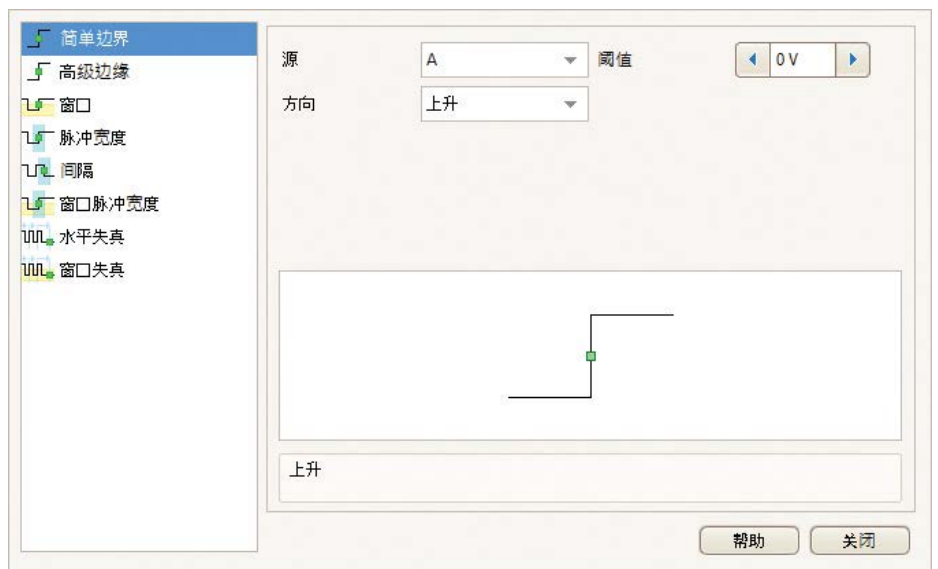 简单边界
高级边缘
窗口
脉冲宽度
间隔
窗口脉冲宽度
水平失真
窗口失真
源 A 阈值 0 V
方向 上升
上升
帮助 关闭